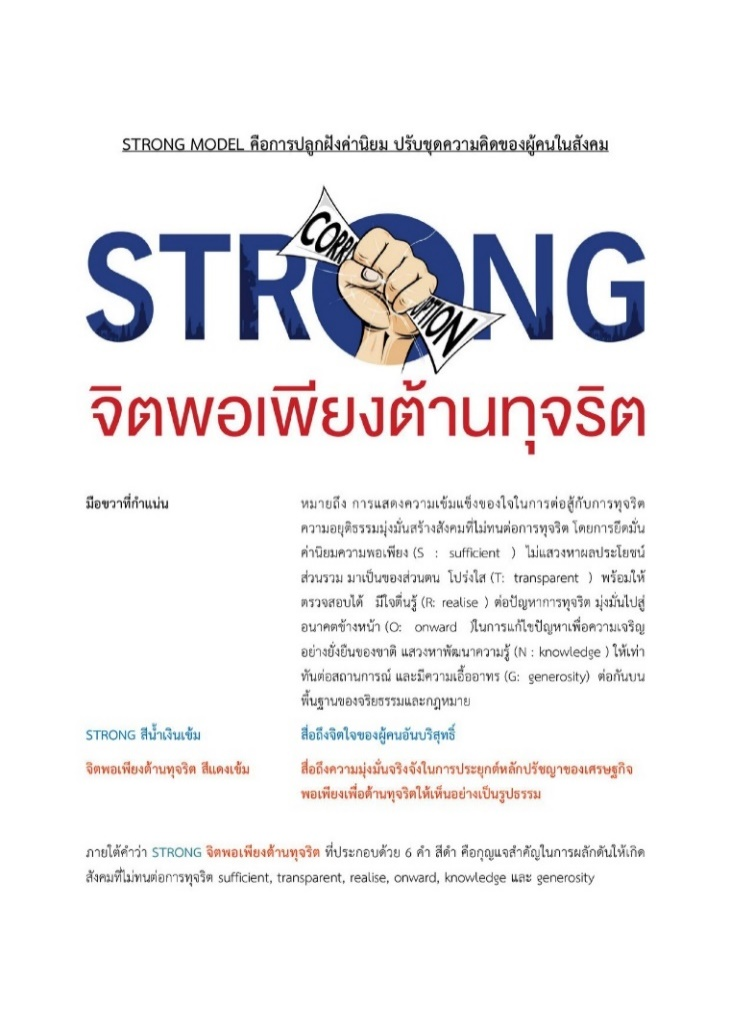 STRONG MODEL คือการปลูกฝังค่านิยม ปรับชุดความคิดของผู้คนในสังคม
STRONG
CORR
UPTION
จิตพอเพียงต้านทุจริต
มือขวาที่กำแน่น
หมายถึง การแสดงความเข้มแข็งของใจในการต่อสู้กับการทุจริต
ความอยุติธรรมมุ่งมั่นสร้างสังคมที่ไม่ทนต่อการทุจริต โดยการยึดมั่น
ค่านิยมความพอเพียง (S : sufficient ) ไม่แสวงหาผลประโยชน์
ส่วนรวม มาเป็นของส่วนตน โปร่งใส (T: transparent ) พร้อมให้
ตรวจสอบได้ มีใจตื่นรู้ (R: realise ) ต่อปัญหาการทุจริต มุ่งมั่นไปสู่
อนาคตข้างหน้า (O: onward )ในการแก้ไขปัญหาเพื่อความเจริญ
อย่างยั่งยืนของชาติ แสวงหาพัฒนาความรู้ (N : knowledge ) ให้เท่า
ทันต่อสถานการณ์ และมีความเอื้ออาทร (G: generosity) ต่อกันบน
พื้นฐานของจริยธรรมและกฎหมาย
STRONG สีน้ำเงินเข้ม
สื่อถึงจิตใจของผู้คนอันบริสุทธิ์
จิตพอเพียงต้านทุจริต สีแดงเข้ม
สื่อถึงความมุ่งมั่นจริงจังในการประยุกต์หลักปรัชญาของเศรษฐกิจ
พอเพียงเพื่อต้านทุจริตให้เห็นอย่างเป็นรูปธรรม
ภายใต้คำว่า STRONG จิตพอเพียงต้านทุจริต ที่ประกอบด้วย 6 คำ สีดำ คือกุญแจสำคัญในการผลักดันให้เกิด
สังคมที่ไม่ทนต่อการทุจริต sufficient, transparent, realise, onward, knowledge และ generosity